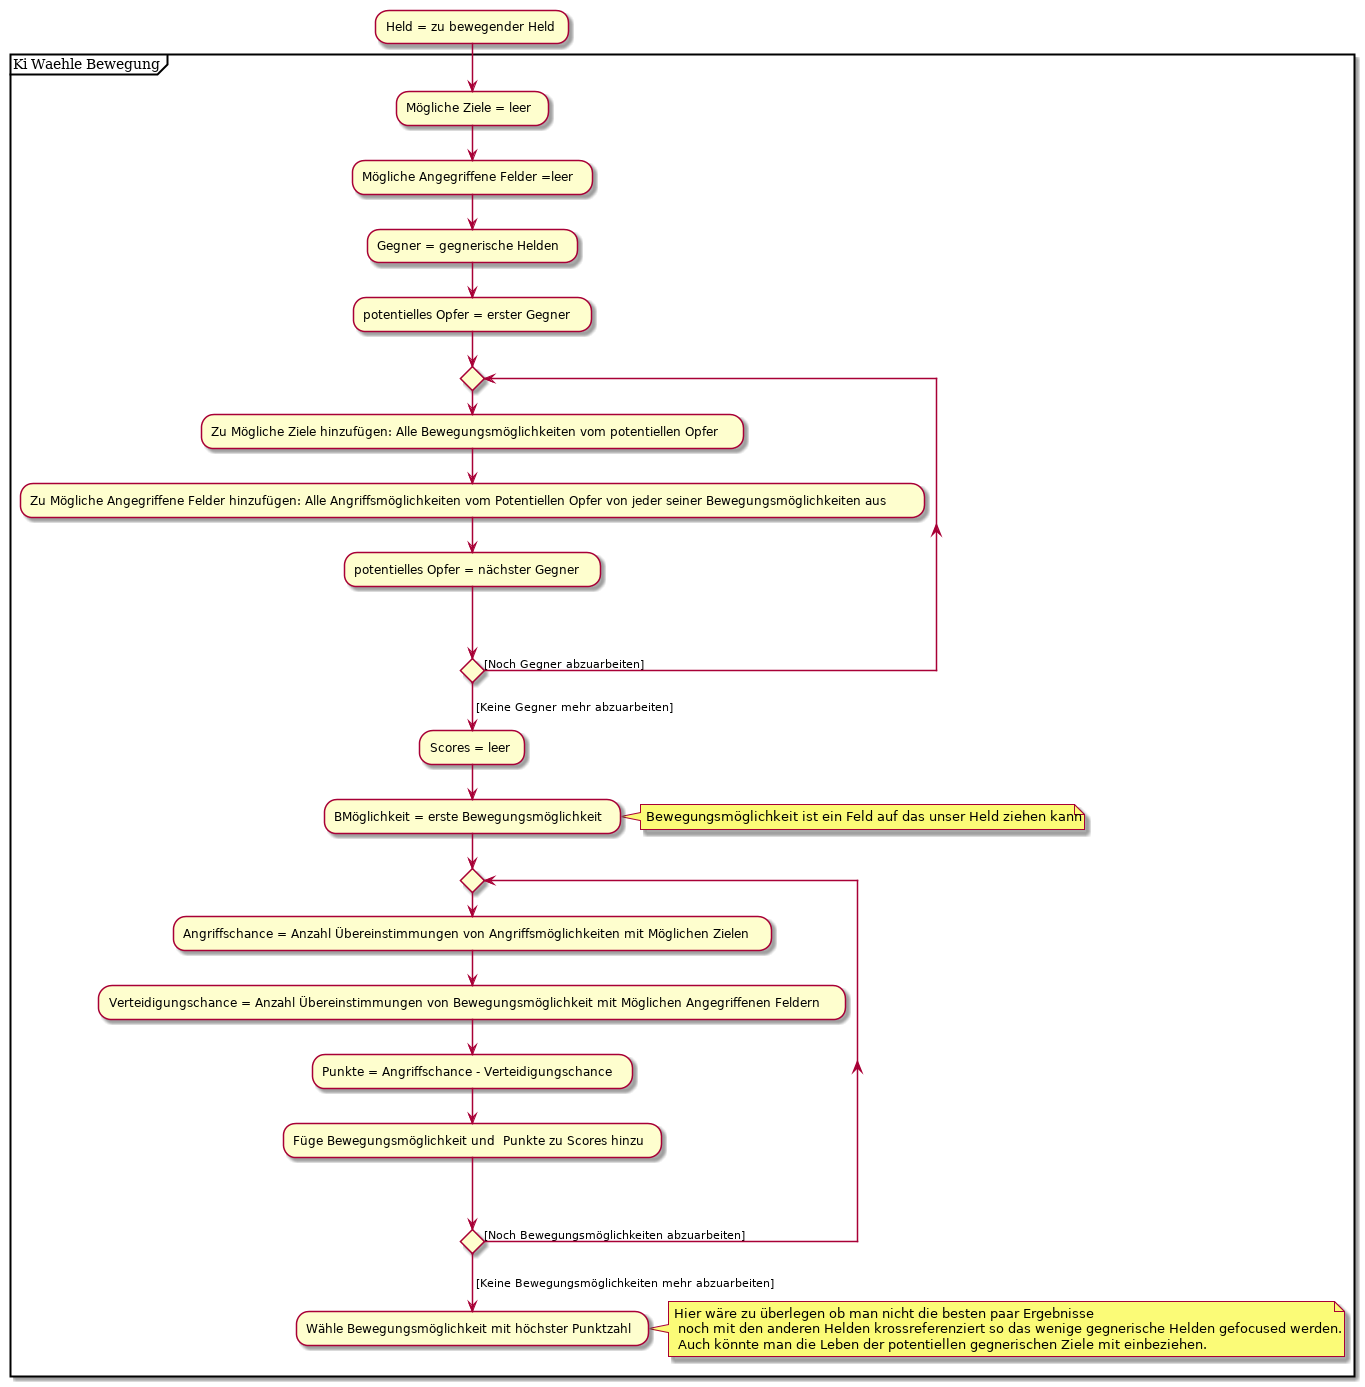 Held = zu bewegender Held
Ki Waehle Bewegung
Mögliche Ziele = leer
Mögliche Angegriffene Felder =leer
Gegner = gegnerische Helden
potentielles Opfer = erster Gegner
Zu Mögliche Ziele hinzufügen: Alle Bewegungsmöglichkeiten vom potentiellen Opfer
Zu Mögliche Angegriffene Felder hinzufügen: Alle Angriffsmöglichkeiten vom Potentiellen Opfer von jeder seiner Bewegungsmöglichkeiten aus
potentielles Opfer = nächster Gegner
[Noch Gegner abzuarbeiten]
[Keine Gegner mehr abzuarbeiten]
Scores = leer
BMöglichkeit = erste Bewegungsmöglichkeit
Bewegungsmöglichkeit ist ein Feld auf das unser Held ziehen kann
Angriffschance = Anzahl Übereinstimmungen von Angriffsmöglichkeiten mit Möglichen Zielen
Verteidigungschance = Anzahl Übereinstimmungen von Bewegungsmöglichkeit mit Möglichen Angegriffenen Feldern
Punkte = Angriffschance - Verteidigungschance
Füge Bewegungsmöglichkeit und  Punkte zu Scores hinzu
[Noch Bewegungsmöglichkeiten abzuarbeiten]
[Keine Bewegungsmöglichkeiten mehr abzuarbeiten]
Wähle Bewegungsmöglichkeit mit höchster Punktzahl
Hier wäre zu überlegen ob man nicht die besten paar Ergebnisse
noch mit den anderen Helden krossreferenziert so das wenige gegnerische Helden gefocused werden.
Auch könnte man die Leben der potentiellen gegnerischen Ziele mit einbeziehen.